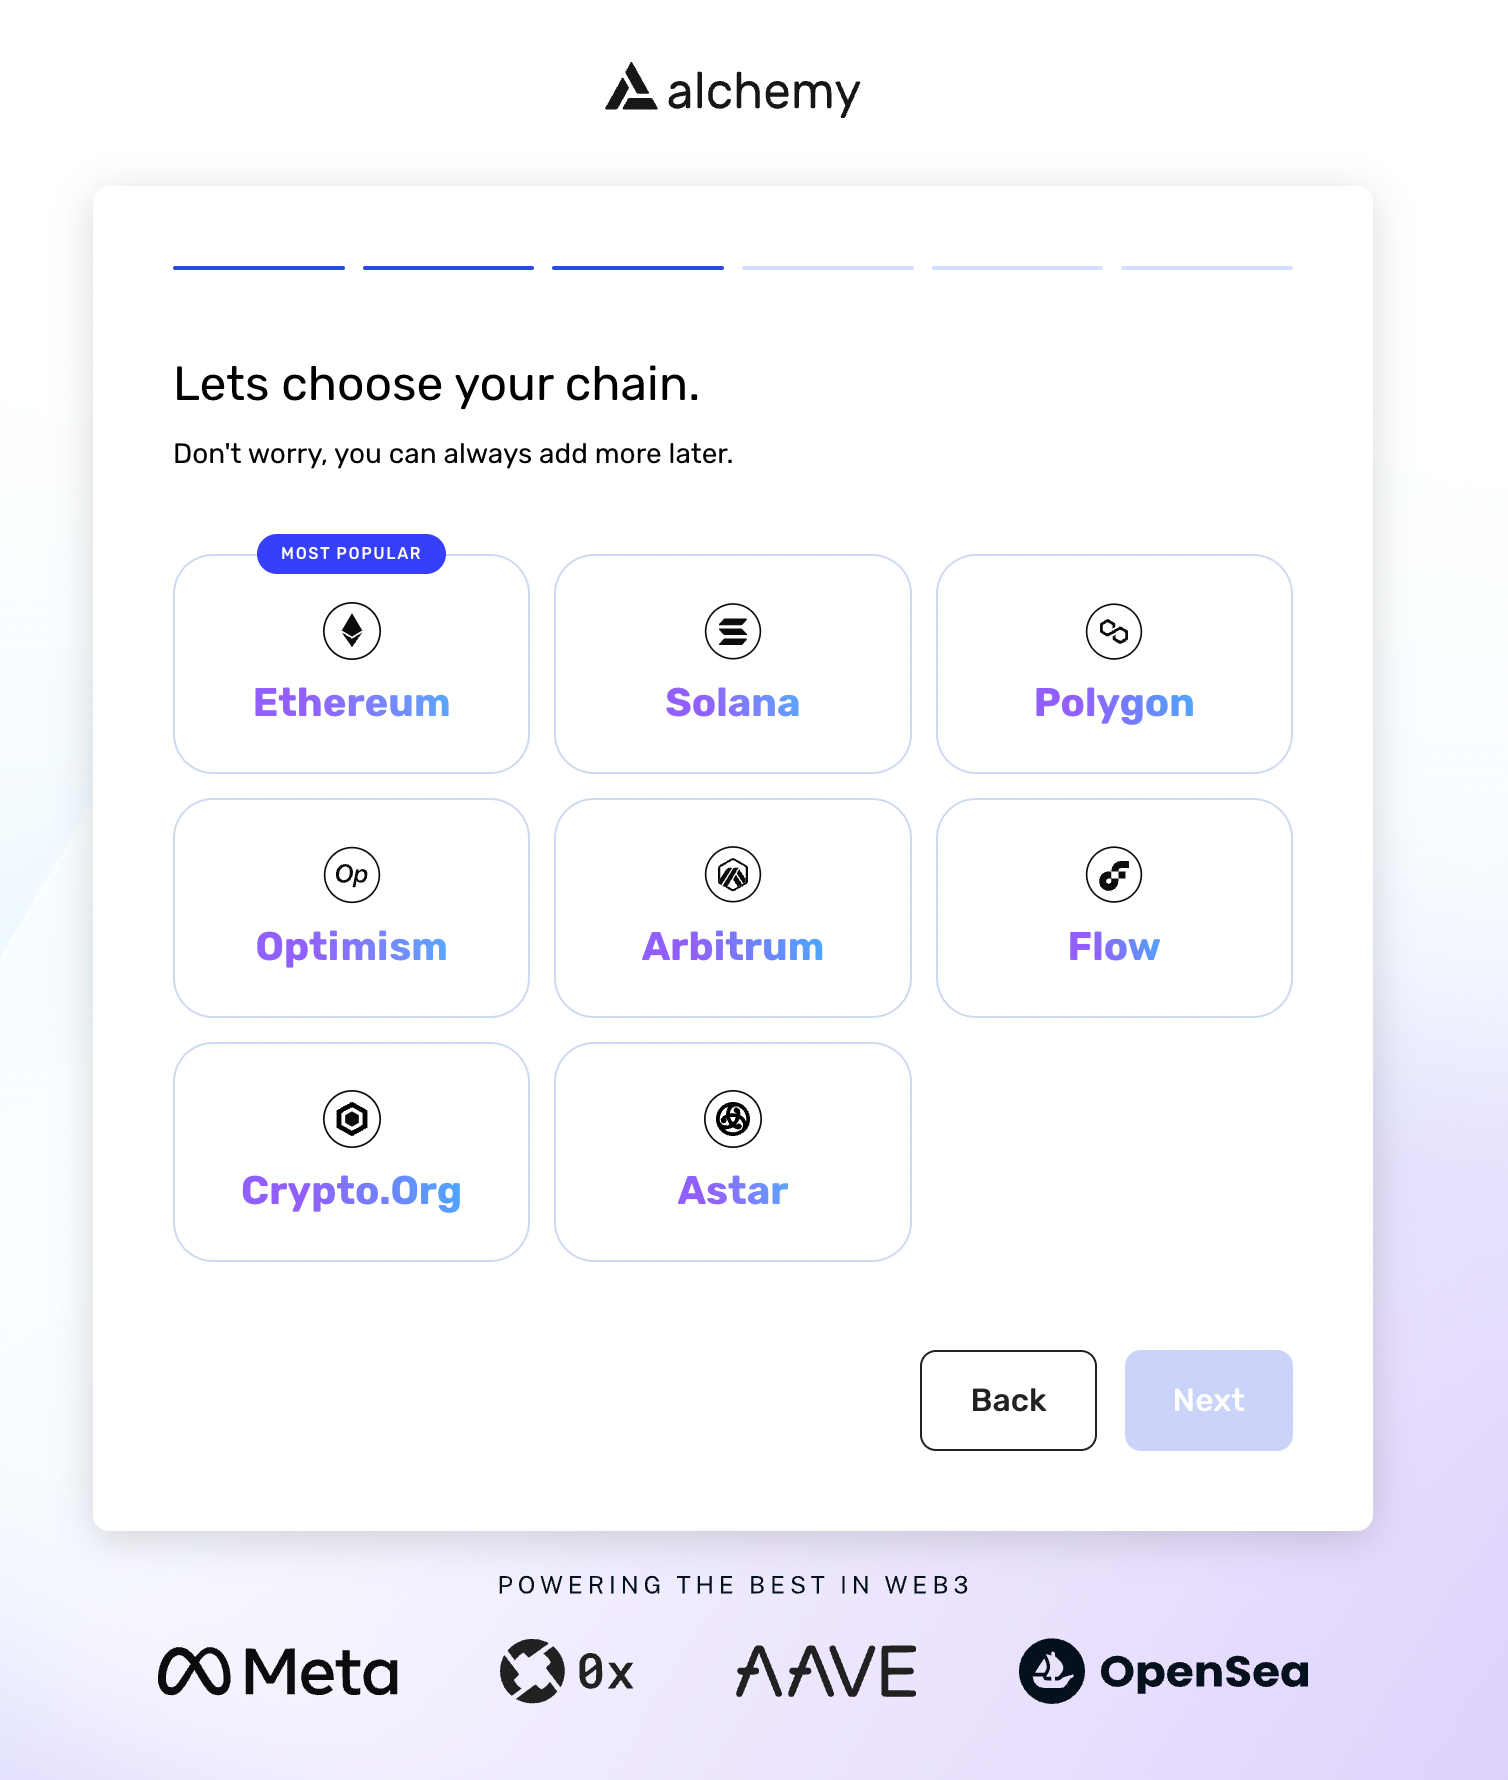 alchemy
Lets choose your chain.
Don't worry, you can always add more later.
MOST POPULAR
Ethereum
Solana
Polygon
Op
Optimism
Arbitrum
Flow
Crypto.Org
Astar
Back
Next
POWERING THE BEST IN WEB3
Meta
0x
AAVE
OpenSea